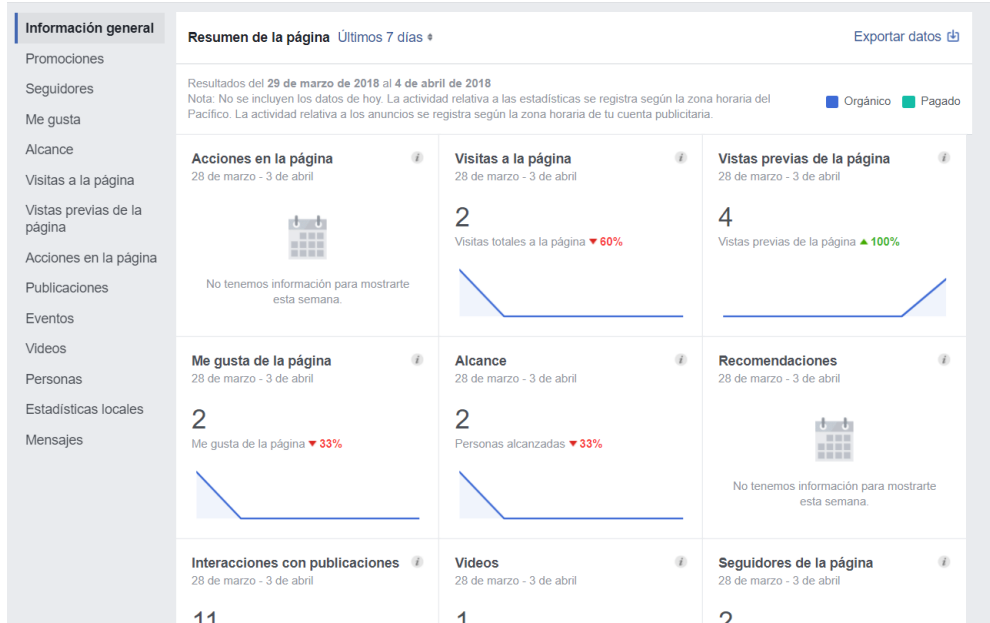 Información general
Promociones
Seguidores
Me gusta
Alcance
Visitas a la página
Vistas previas de la
página
Acciones en la página
Publicaciones
Eventos
Videos
Personas
Estadísticas locales
Mensajes
Resumen de la página Últimos 7 días
Exportar datos
Resultados del 29 de marzo de 2018 al 4 de abril de 2018
Nota: No se incluyen los datos de hoy. La actividad relativa a las estadísticas se registra según la zona horaria del
Pacífico. La actividad relativa a los anuncios se registra según la zona horaria de tu cuenta publicitaria.
Orgánico Pagado
Acciones en la página
28 de marzo - 3 de abril
No tenemos información para mostrarte
esta semana.
Visitas a la página
28 de marzo - 3 de abril
2
Visitas totales a la página ▼ 60%
Vistas previas de la página
28 de marzo - 3 de abril
4
Vistas previas de la página ▲ 100%
Me gusta de la página
28 de marzo - 3 de abril
2
Me gusta de la página ▼ 33%
Alcance
28 de marzo - 3 de abril
2
Personas alcanzadas ▼ 33%
Recomendaciones
28 de marzo - 3 de abril
No tenemos información para mostrarte
esta semana.
Interacciones con publicaciones
28 de marzo - 3 de abril
11
Videos
28 de marzo - 3 de abril
1
Seguidores de la página
28 de marzo - 3 de abril
2